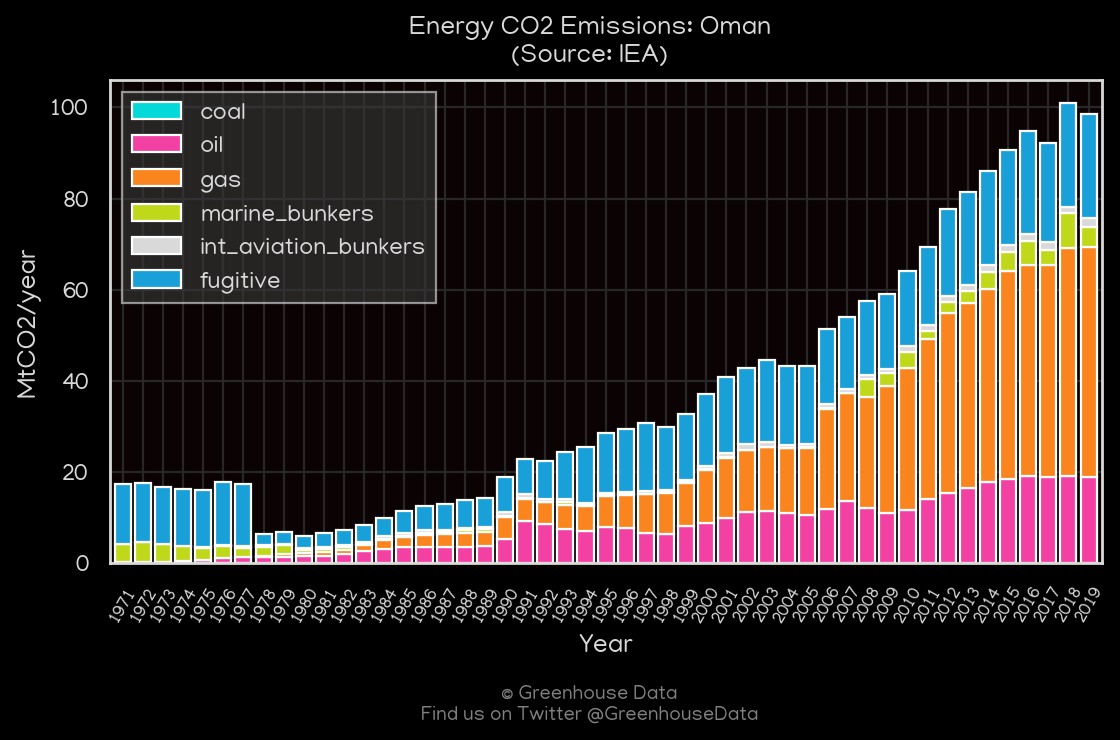 Energy CO2 Emissions: Oman
(Source: IEA)
MtCO2/year
100
80
60
40
20
0
coal
oil
gas
marine_bunkers
int_aviation_bunkers
fugitive
1971 1972 1973 1974 1975 1976 1977 1978 1979 1980 1981 1982 1983 1984 1985 1986 1987 1988 1989 1990 1991 1992 1993 1994 1995 1996 1997 1998 1999 2000 2001 2002 2003 2004 2005 2006 2007 2008 2009 2010 2011 2012 2013 2014 2015 2016 2017 2018 2019
Year
© Greenhouse Data
Find us on Twitter @GreenhouseData